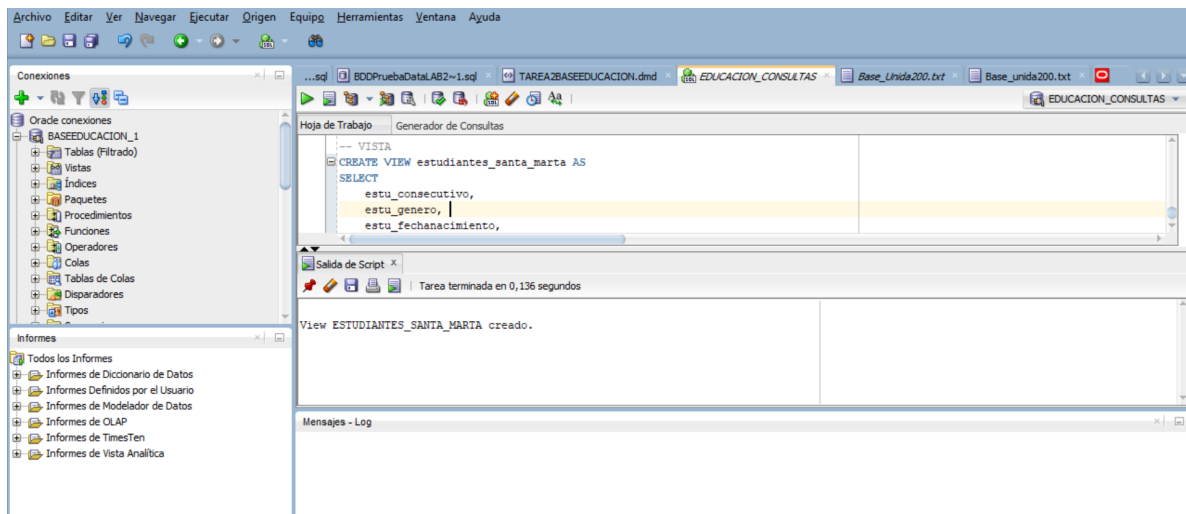 Archivo Editar Ver Navegar Ejecutar Origen Equipo Herramientas Ventana Ayuda
Conexiones
Oracle conexiones
BASEEDUCACION_1
Tablas (Filtrado)
Vistas
Índices
Paquetes
Procedimientos
Funciones
Operadores
Colas
Tablas de Colas
Disparadores
Tipos
Informes
Todos los Informes
Informes de Diccionario de Datos
Informes Definidos por el Usuario
Informes de Modelador de Datos
Informes de OLAP
Informes de TimesTen
Informes de Vista Analítica
...sql BDDPruebaDataLAB2~1.sql TAREA2BASEEDUCACION.dmd EDUCACION_CONSULTAS Base_Unida200.txt Base_unida200.txt
EDUCACION_CONSULTAS
Hoja de Trabajo Generador de Consultas
-- VISTA
CREATE VIEW estudiantes_santa_marta AS
SELECT
estu_consecutivo,
estu_genero,
estu_fechanacimiento,
Salida de Script
Tarea terminada en 0,136 segundos
View ESTUDIANTES_SANTA_MARTA creado.
Mensajes - Log